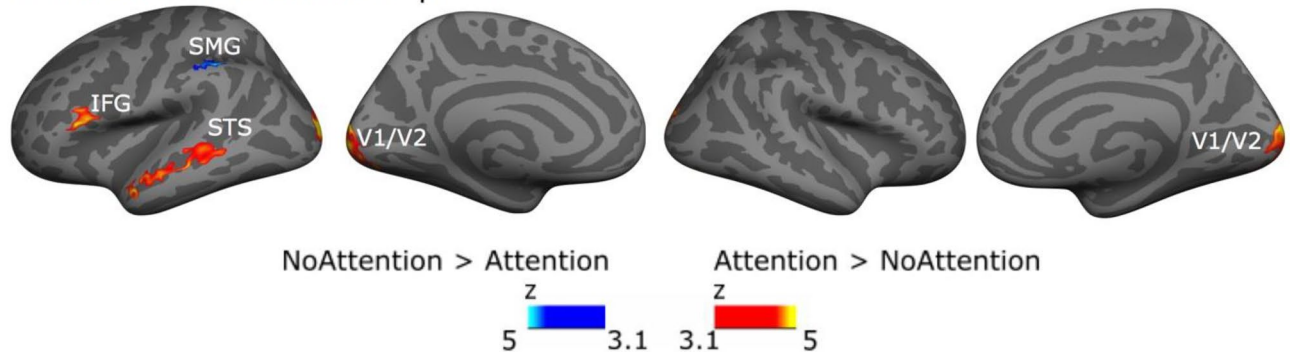 SMG
IFG
STS
V1/V2
V1/V2
NoAttention > Attention
Attention > NoAttention
z
z
5
3.1
3.1
5